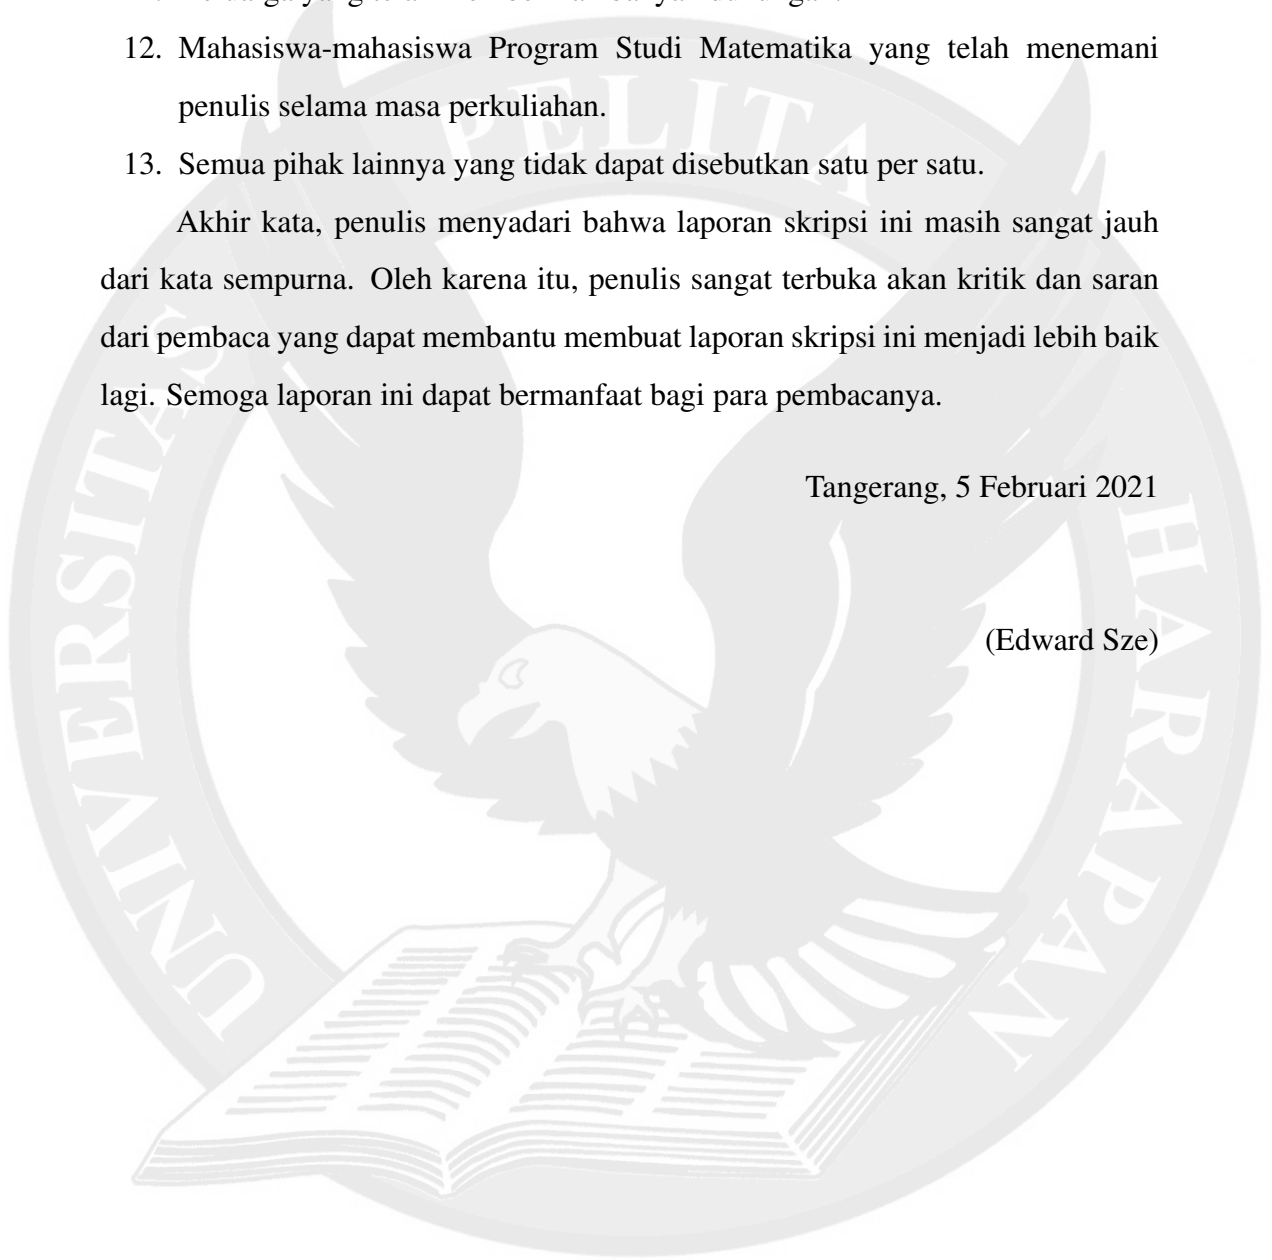 12. Mahasiswa-mahasiswa Program Studi Matematika yang telah menemani
penulis selama masa perkuliahan.
13. Semua pihak lainnya yang tidak dapat disebutkan satu per satu.
Akhir kata, penulis menyadari bahwa laporan skripsi ini masih sangat jauh
dari kata sempurna. Oleh karena itu, penulis sangat terbuka akan kritik dan saran
dari pembaca yang dapat membantu membuat laporan skripsi ini menjadi lebih baik
lagi. Semoga laporan ini dapat bermanfaat bagi para pembacanya.
Tangerang, 5 Februari 2021
(Edward Sze)
UNIVERSITAS PELITA HARAPAN